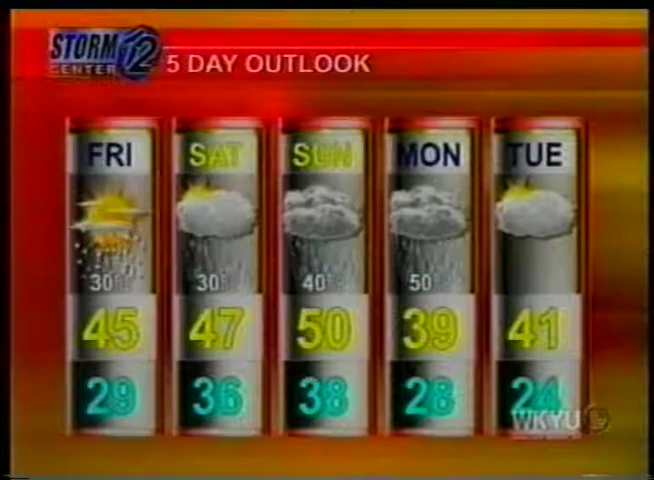 STORM 12
CENTER
5 DAY OUTLOOK
FRI SAT SUN MON TUE
30% 30% 40% 50%
45 47 50 39 41
29 36 38 28 24
WKYU